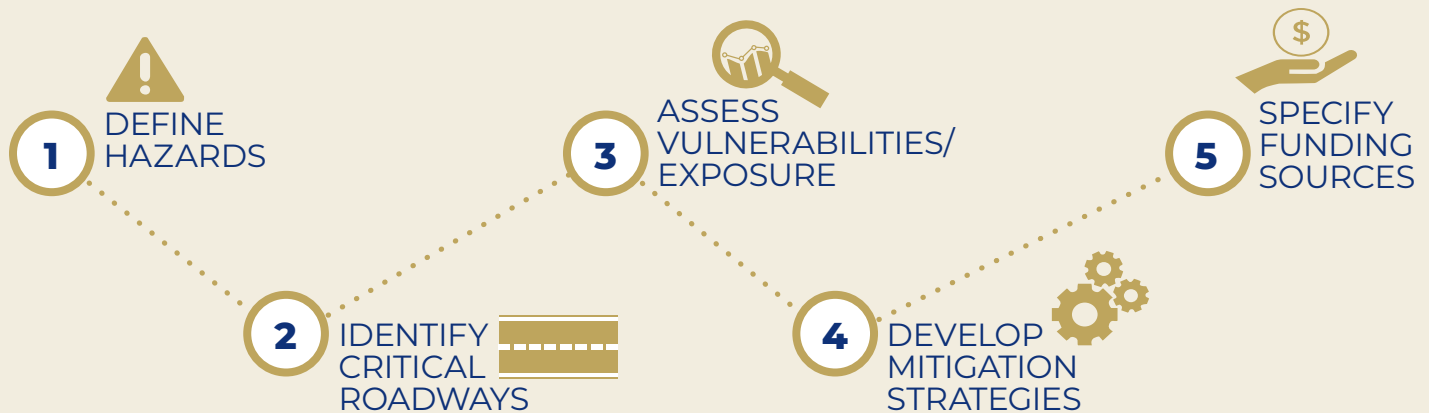 1
DEFINE
HAZARDS
2
IDENTIFY
CRITICAL
ROADWAYS
3
ASSESS
VULNERABILITIES/
EXPOSURE
4
DEVELOP
MITIGATION
STRATEGIES
$
5
SPECIFY
FUNDING
SOURCES